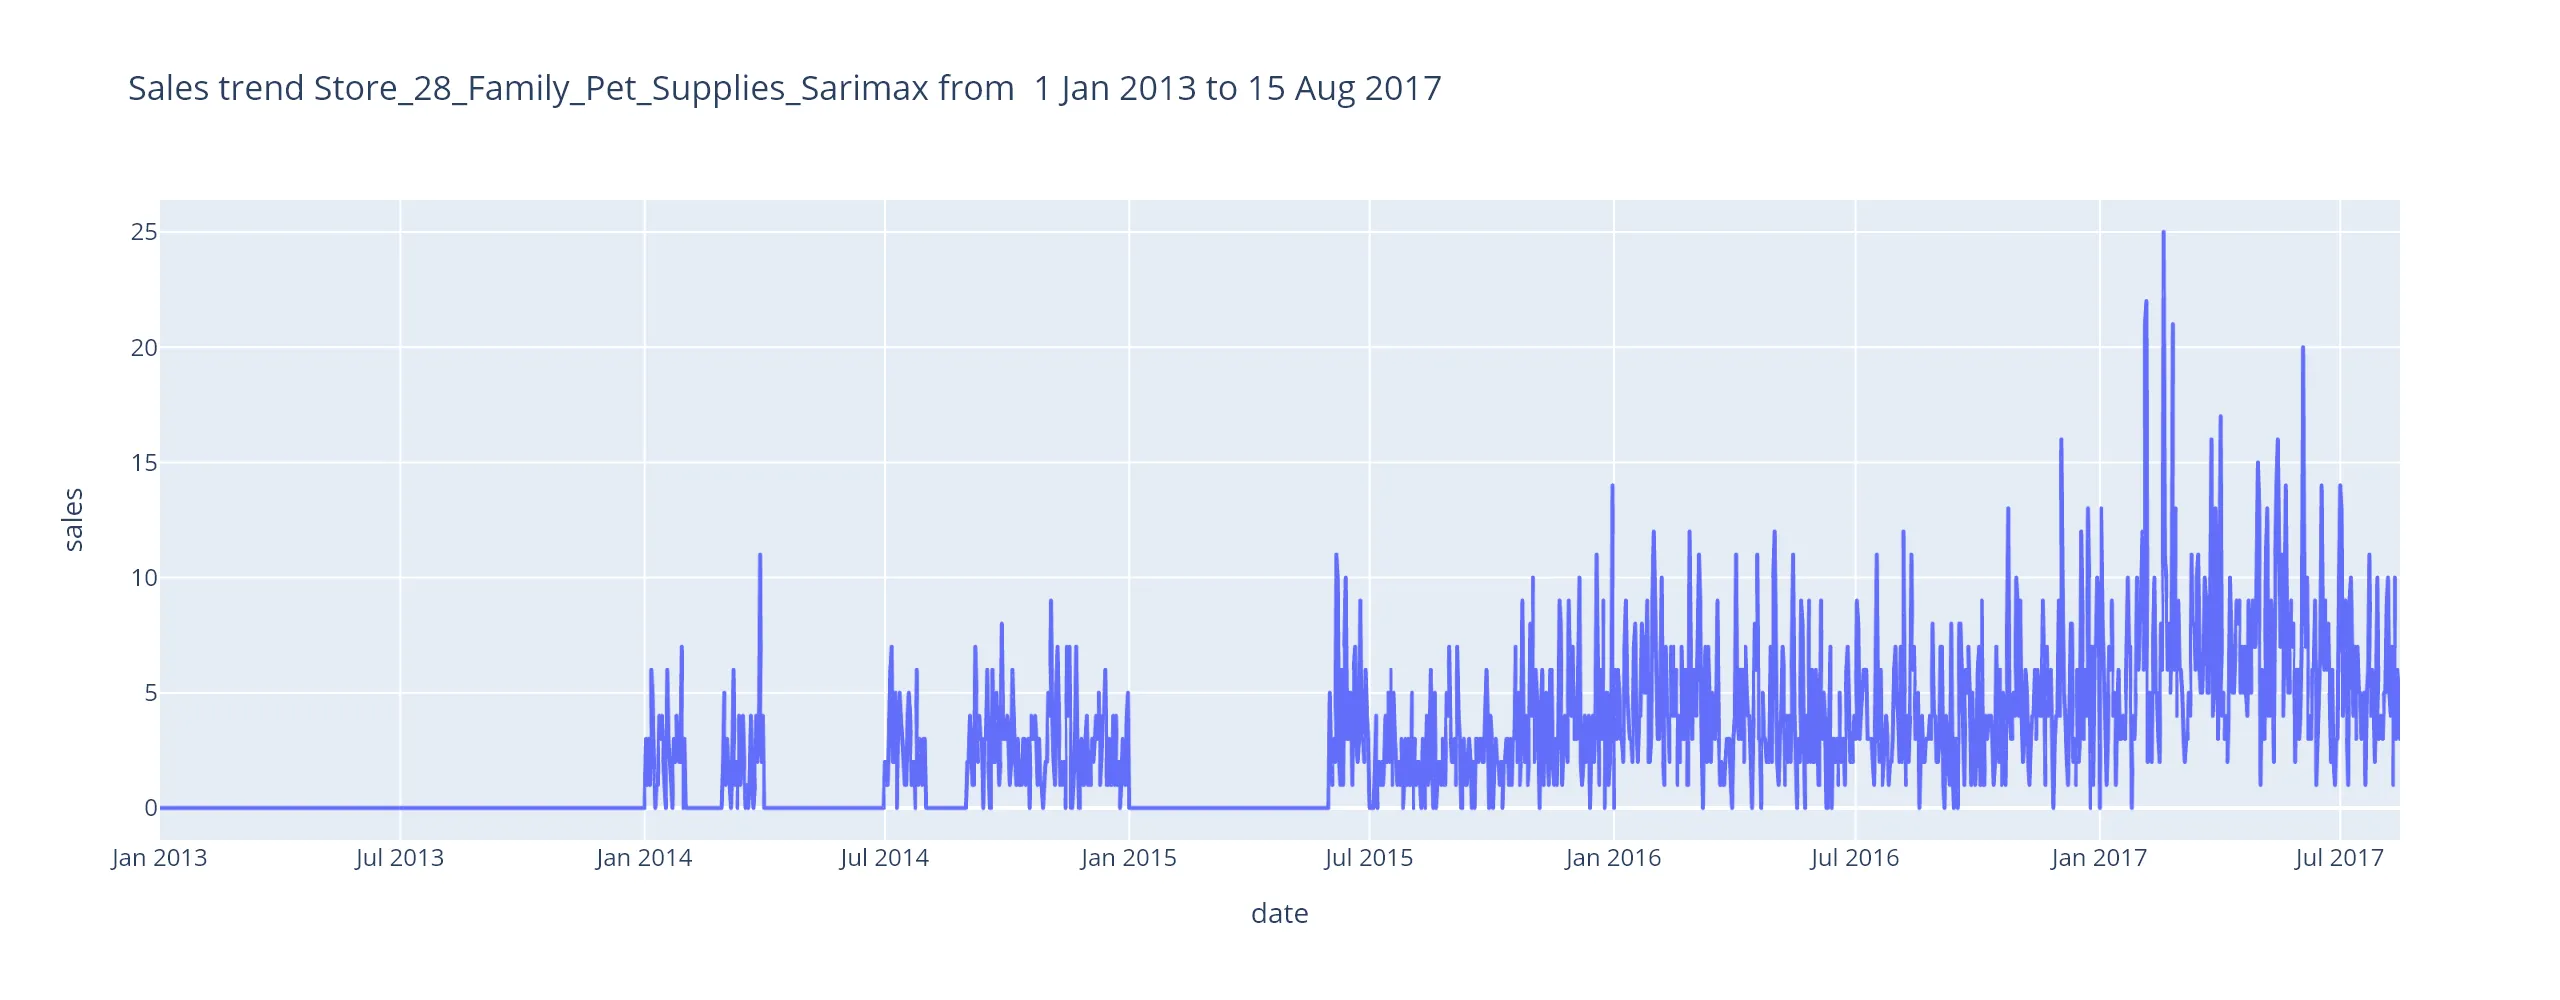 Sales trend Store_28_Family_Pet_Supplies_Sarimax from  1 Jan 2013 to 15 Aug 2017
25
20
15
10
5
0
sales
Jan 2013 Jul 2013 Jan 2014 Jul 2014 Jan 2015 Jul 2015 Jan 2016 Jul 2016 Jan 2017 Jul 2017
date